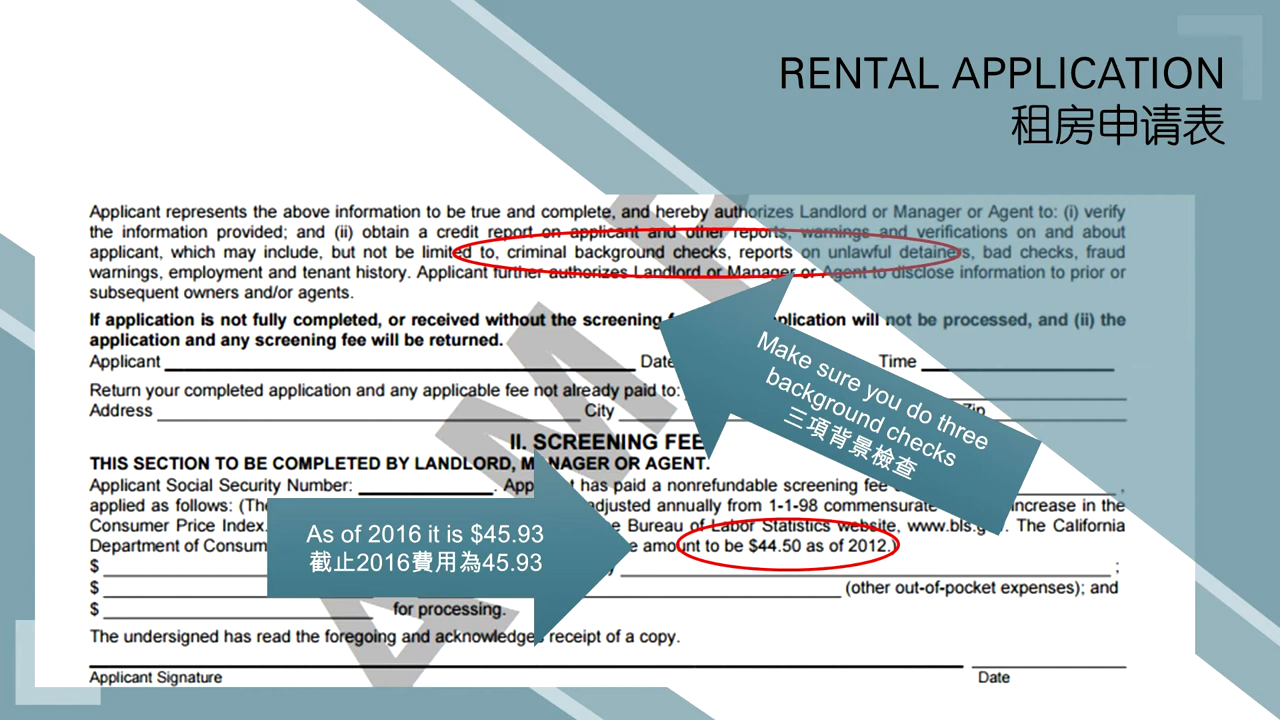 RENTAL APPLICATION
租房申请表
Applicant represents the above information to be true and complete, and hereby authorizes Landlord or Manager or Agent to: (i) verify
the information provided; and (ii) obtain a credit report on applicant and other reports, warnings and verifications on and about
applicant, which may include, but not be limited to, criminal background checks, reports on unlawful detainers, bad checks, fraud
warnings, employment and tenant history. Applicant further authorizes Landlord or Manager or Agent to disclose information to prior or
subsequent owners and/or agents.
If application is not fully completed, or received without the screening application will not be processed, and (ii) the
application and any screening fee will be returned.
Applicant Date Time
Return your completed application and any applicable fee not already paid to:
Address City Zip
Make sure you do three
background checks
三項背景檢查
II. SCREENING FEE
THIS SECTION TO BE COMPLETED BY LANDLORD, MANAGER OR AGENT.
Applicant Social Security Number: . has paid a nonrefundable screening fee ,
applied as follows: (The adjusted annually from 1-1-98 commensurate increase in the
Consumer Price Index. Bureau of Labor Statistics website, www.bls. . The California
Department of amount to be $44.50 as of 2012.)
As of 2016 it is $45.93
截止2016費用為45.93
$ ;
$ (other out-of-pocket expenses); and
$ for processing.
The undersigned has read the foregoing and acknowledges receipt of a copy.
Applicant Signature Date